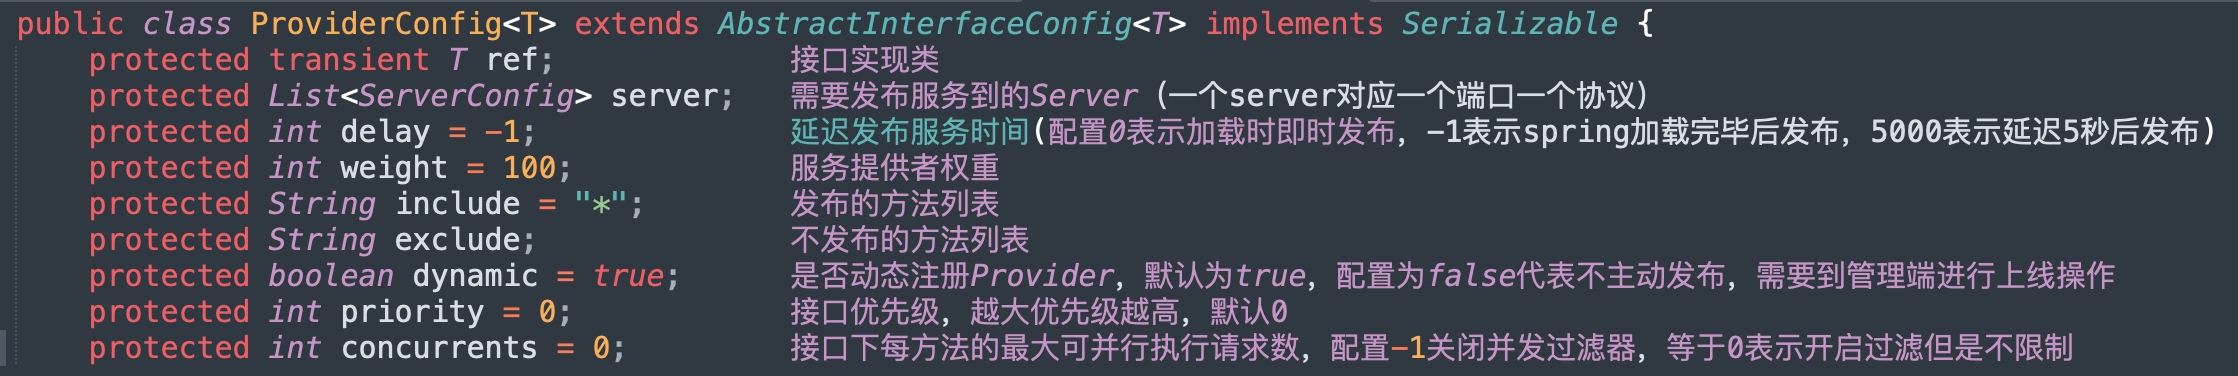 public class ProviderConfig<T> extends AbstractInterfaceConfig<T> implements Serializable {
protected transient T ref; 接口实现类
protected List<ServerConfig> server; 需要发布服务到的Server（一个server对应一个端口一个协议）
protected int delay = -1; 延迟发布服务时间(配置0表示加载时即时发布，-1表示spring加载完毕后发布，5000表示延迟5秒后发布)
protected int weight = 100; 服务提供者权重
protected String include = "*"; 发布的方法列表
protected String exclude; 不发布的方法列表
protected boolean dynamic = true; 是否动态注册Provider，默认为true，配置为false代表不主动发布，需要到管理端进行上线操作
protected int priority = 0; 接口优先级，越大优先级越高，默认0
protected int concurrents = 0; 接口下每方法的最大可并行执行请求数，配置-1关闭并发过滤器，等于0表示开启过滤但是不限制